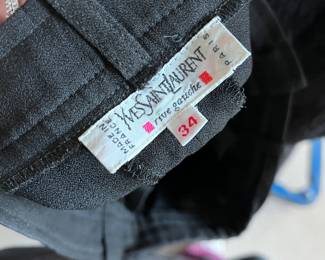 YVES SAINT LAURENT
rive gauche
PARIS
MADE IN
FRANCE
34